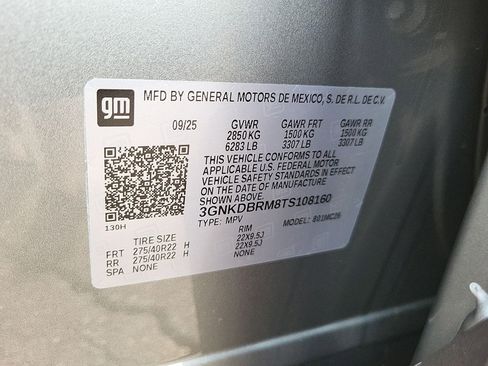 gm
MFD BY GENERAL MOTORS DE MEXICO, S. DE R.L. DE C.V.
09/25 GVWR GAWR FRT GAWR RR
2850 KG 1500 KG 1500 KG
6283 LB 3307 LB 3307 LB
THIS VEHICLE CONFORMS TO ALL
APPLICABLE U.S. FEDERAL MOTOR
VEHICLE SAFETY STANDARDS IN EFFECT
ON THE DATE OF MANUFACTURE SHOWN
ABOVE.
3GNKDBRM8TS108160
TYPE: MPV MODEL: 801MC26
130H
TIRE SIZE RIM
FRT 275/40R22 H 22X9.5J
RR 275/40R22 H 22X9.5J
SPA NONE NONE